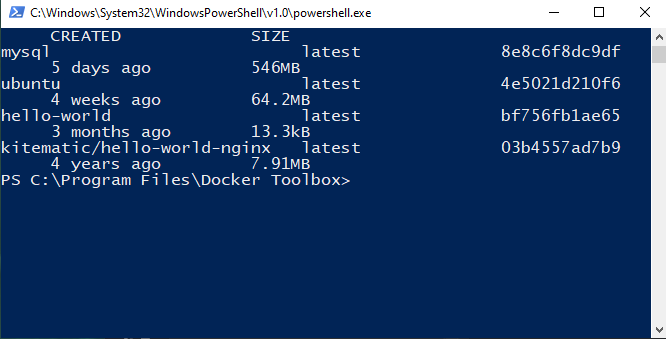 C:\Windows\System32\WindowsPowerShell\v1.0\powershell.exe
CREATED SIZE
mysql latest 8e8c6f8dc9df
5 days ago 546MB
ubuntu latest 4e5021d210f6
4 weeks ago 64.2MB
hello-world latest bf756fb1ae65
3 months ago 13.3kB
kitematic/hello-world-nginx latest 03b4557ad7b9
4 years ago 7.91MB
PS C:\Program Files\Docker Toolbox>